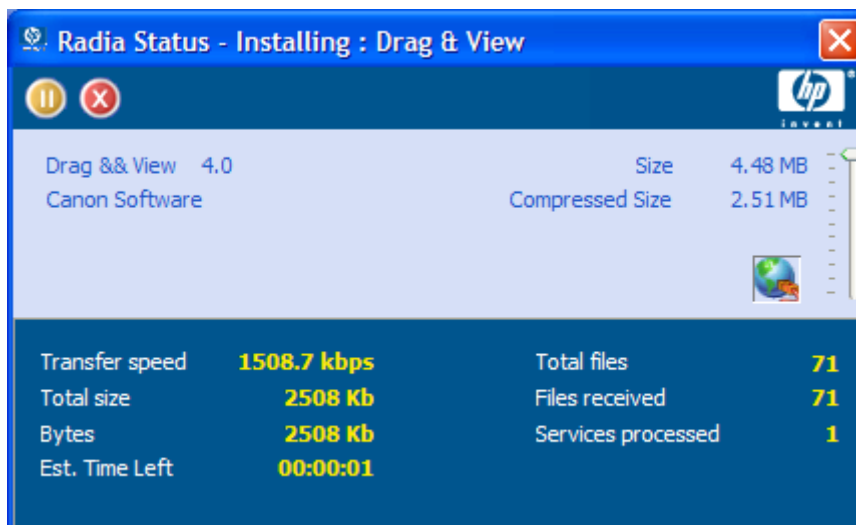 Radia Status - Installing : Drag & View
hp ®
invent
Drag && View 4.0 Size 4.48 MB
Canon Software Compressed Size 2.51 MB
Transfer speed 1508.7 kbps Total files 71
Total size 2508 Kb Files received 71
Bytes 2508 Kb Services processed 1
Est. Time Left 00:00:01